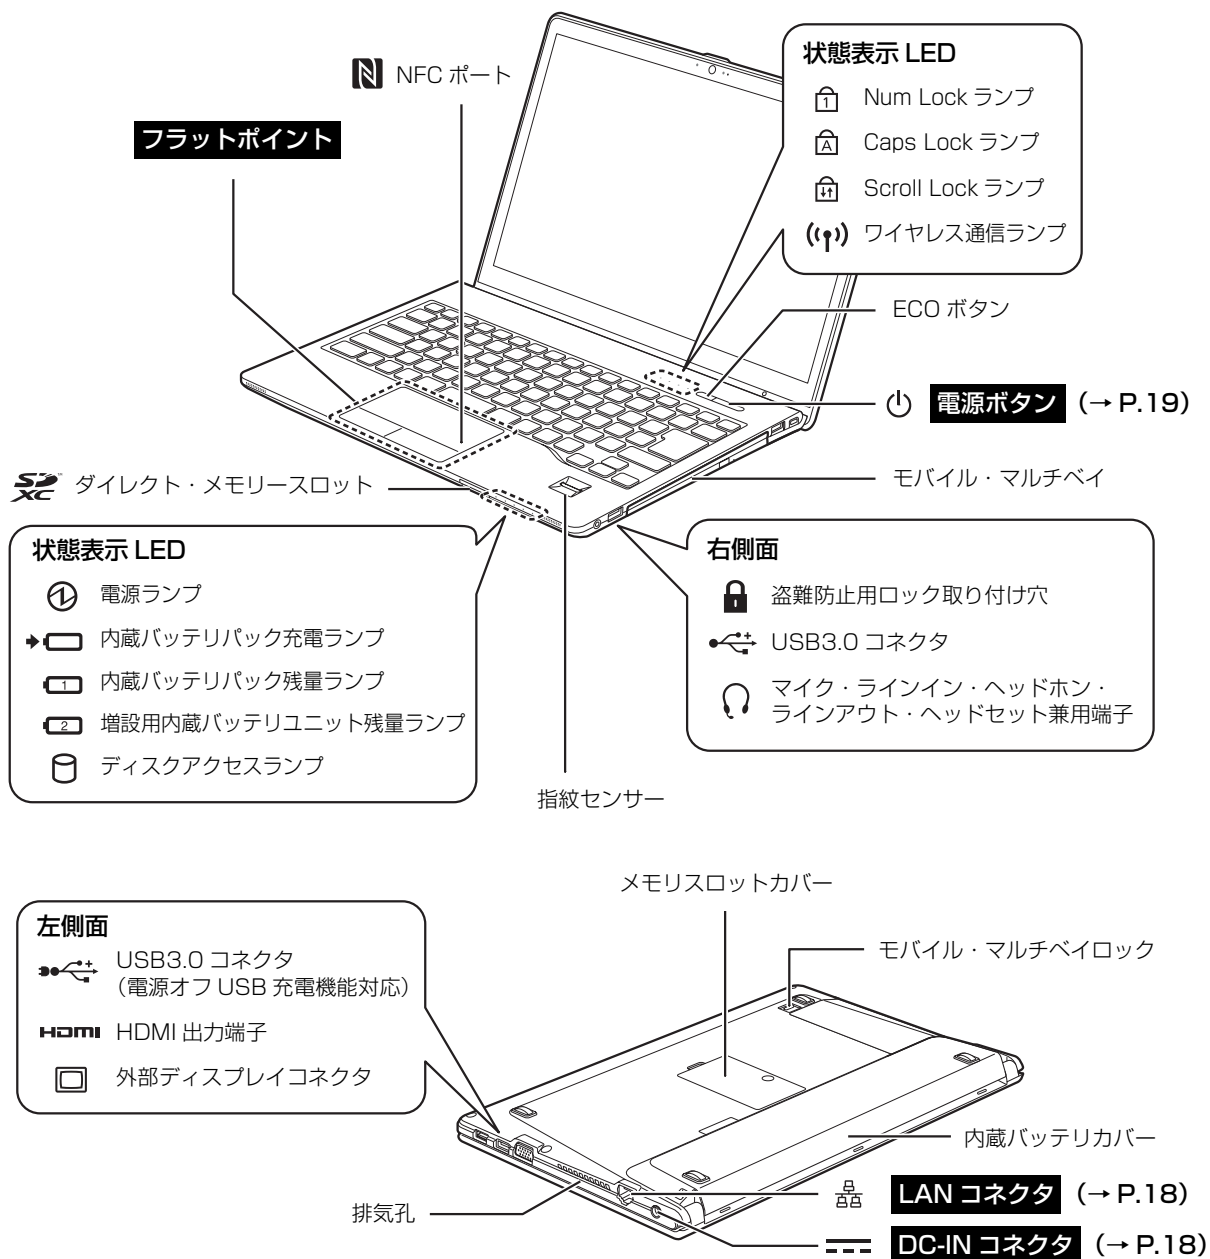 NFC ポート
フラットポイント
状態表示 LED
1 Num Lock ランプ
A Caps Lock ランプ
Scroll Lock ランプ
ワイヤレス通信ランプ
ECO ボタン
電源ボタン (→ P.19)
モバイル・マルチベイ
SD XC ™ ダイレクト・メモリースロット
状態表示 LED
電源ランプ
内蔵バッテリパック充電ランプ
1 内蔵バッテリパック残量ランプ
2 増設用内蔵バッテリユニット残量ランプ
ディスクアクセスランプ
右側面
盗難防止用ロック取り付け穴
USB3.0 コネクタ
マイク・ラインイン・ヘッドホン・
ラインアウト・ヘッドセット兼用端子
指紋センサー
メモリスロットカバー
左側面
USB3.0 コネクタ
（電源オフ USB 充電機能対応）
HDMI HDMI 出力端子
外部ディスプレイコネクタ
モバイル・マルチベイロック
内蔵バッテリカバー
排気孔
LAN コネクタ (→ P.18)
DC-IN コネクタ (→ P.18)